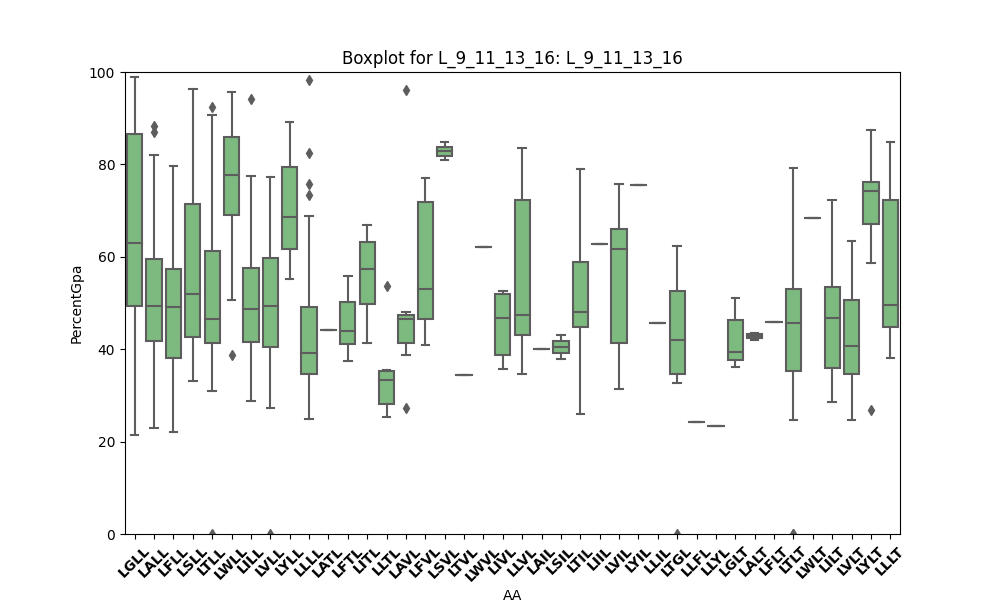 Boxplot for L_9_11_13_16: L_9_11_13_16
100
80
60
40
20
0
PercentGpa
LGLL LALL LFLL LSLL LTLL LWLL LILL LVLL LYLL LLLL LATL LFTL LITL LLTL LAVL LFVL LSVL LTVL LWVL LIVL LLVL LAIL LSIL LTIL LIIL LVIL LYIL LLIL LTGL LLFL LLYL LGLT LALT LFLT LTLT LWLT LILT LVLT LYLT LLLT
AA